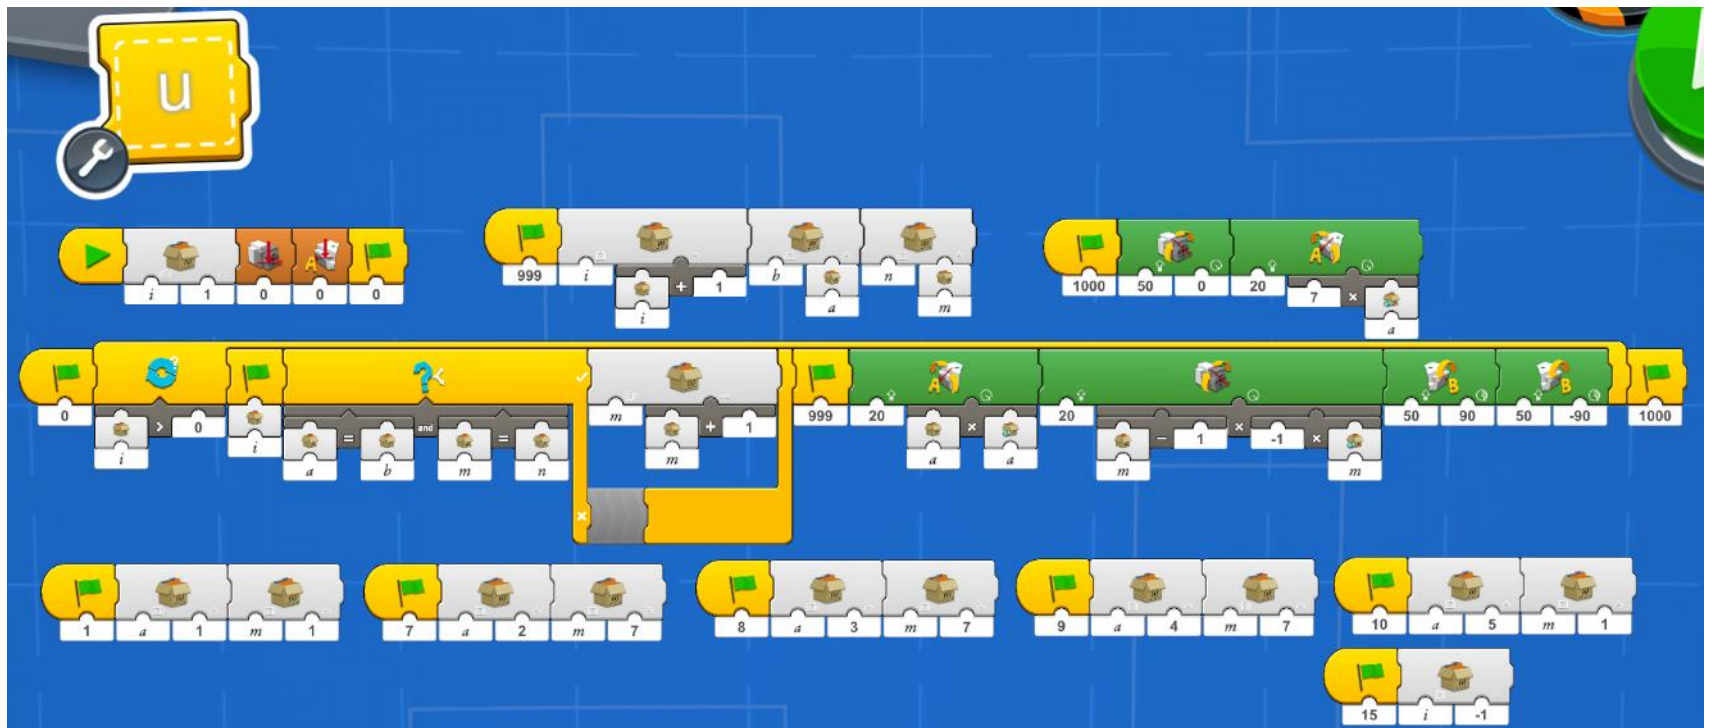 u
i 1 0 0 0
999 i i + 1 b a n m
1000 50 0 20 7 × a
A
A
0 i > 0 i a = b and m = n m m + 1 999 20 a × a 20 m - 1 × -1 × m 50 90 50 -90 1000
A B B
1 a 1 m 1
7 a 2 m 7
8 a 3 m 7
9 a 4 m 7
10 a 5 m 1
15 i -1